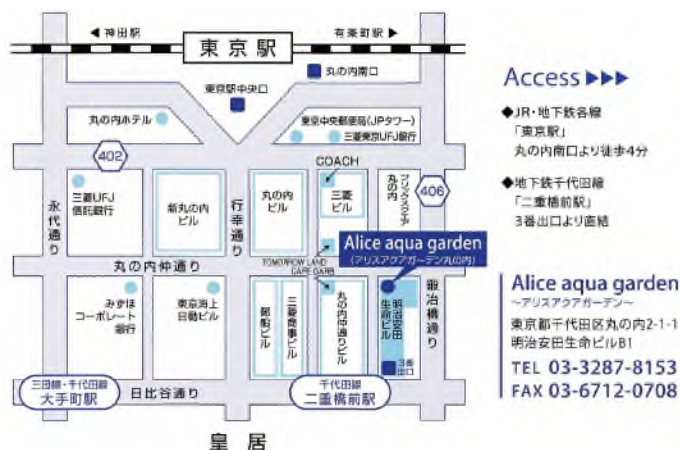 ◀ 神田駅
有楽町駅 ▶
東京駅
丸の内南口
東京駅中央口
丸の内ホテル
東京中央郵便局(JPタワー)
三菱東京UFJ銀行
402
COACH
406
三菱UFJ
信託銀行
新丸の内
ビル
丸の内
ビル
三菱
ビル
丸の内
ブリックスクエア
永代通り
行幸通り
鍛冶橋通り
TOMORROW LAND
CAFE GARB
Alice aqua garden
(アリスアクアガーデン丸の内)
丸の内仲通り
みずほ
コーポレート
銀行
東京海上
日動ビル
郵船ビル
三菱商事ビル
丸の内仲通りビル
明治安田
生命ビル
3番
出口
三田線・千代田線
大手町駅
日比谷通り
千代田線
二重橋前駅
皇居
Access ▶▶▶
◆JR・地下鉄各線
「東京駅」
丸の内南口より徒歩4分
◆地下鉄千代田線
「二重橋前駅」
3番出口より直結
Alice aqua garden
~アリスアクアガーデン~
東京都千代田区丸の内2-1-1
明治安田生命ビルB1
TEL 03-3287-8153
FAX 03-6712-0708